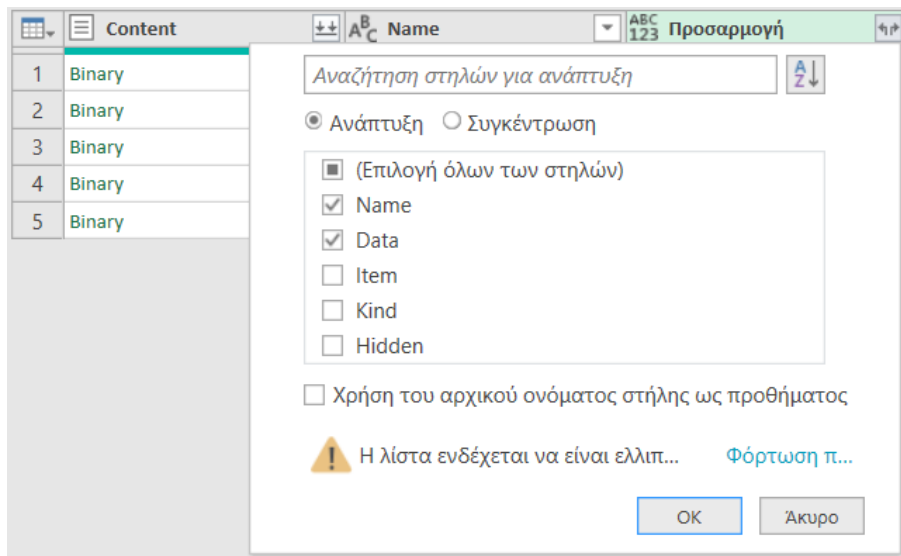 Content ABC Name ABC 123 Προσαρμογή
1 Binary
2 Binary
3 Binary
4 Binary
5 Binary
Αναζήτηση στηλών για ανάπτυξη AZ
Ανάπτυξη Συγκέντρωση
(Επιλογή όλων των στηλών)
Name
Data
Item
Kind
Hidden
Χρήση του αρχικού ονόματος στήλης ως προθήματος
Η λίστα ενδέχεται να είναι ελλιπ... Φόρτωση π...
OK Άκυρο